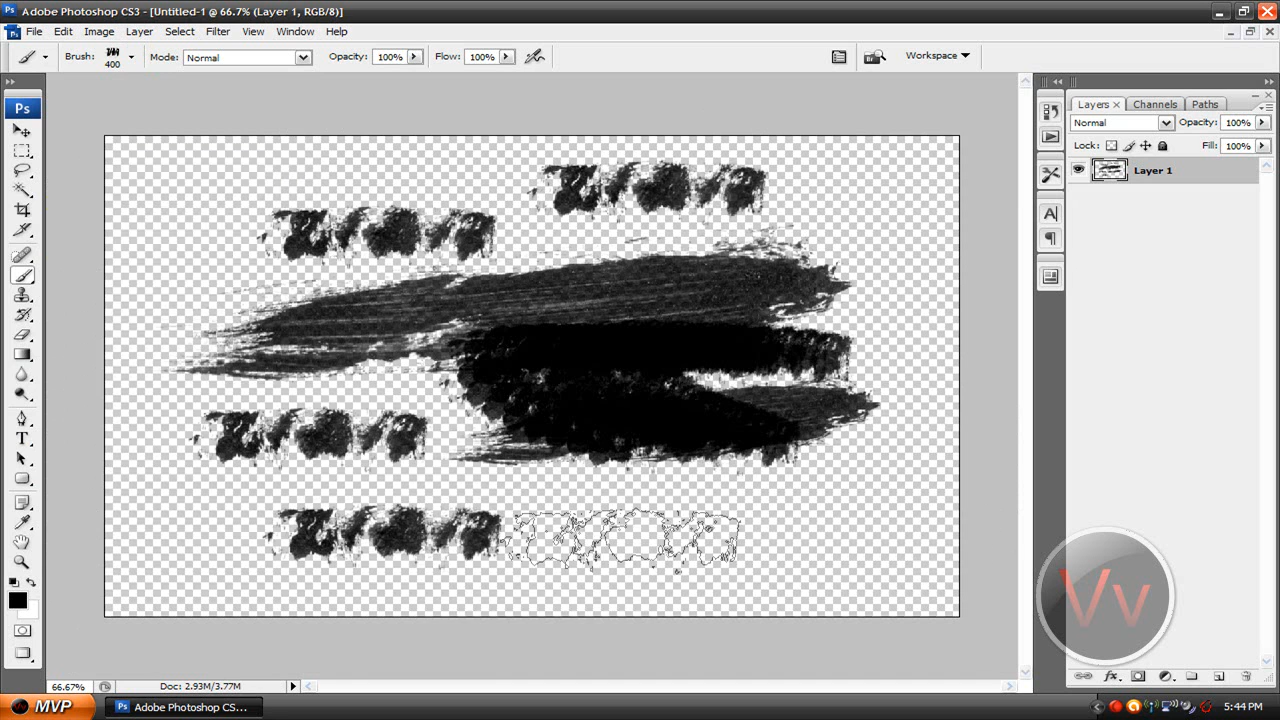 Adobe Photoshop CS3 - [Untitled-1 @ 66.7% (Layer 1, RGB/8)]
File Edit Image Layer Select Filter View Window Help
Brush: 400 Mode: Normal Opacity: 100% Flow: 100% Workspace
Ps
Layers Channels Paths
Normal Opacity: 100%
Lock: Fill: 100%
Layer 1
Vv
66.67% Doc: 2.93M/3.77M
MVP Adobe Photoshop CS... 5:44 PM